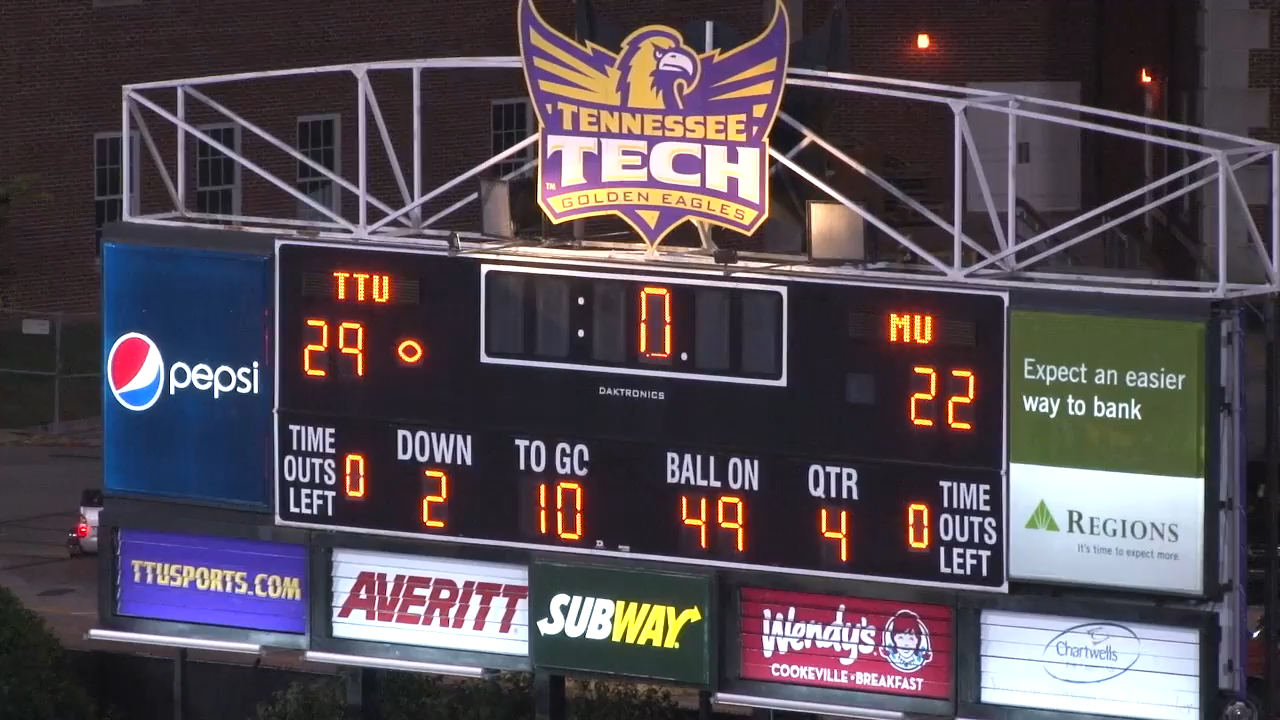 TENNESSEE
TECH
TM
GOLDEN EAGLES
TTU
: 0.
MU
29
22
DAKTRONICS
pepsi
Expect an easier
way to bank
TIME
OUTS
LEFT
0
DOWN
2
TO GO
10
BALL ON
49
QTR
4
0
TIME
OUTS
LEFT
REGIONS
It's time to expect more.
TTUSPORTS.COM
AVERITT
SUBWAY
Wendy's
COOKEVILLE • BREAKFAST
Chartwells